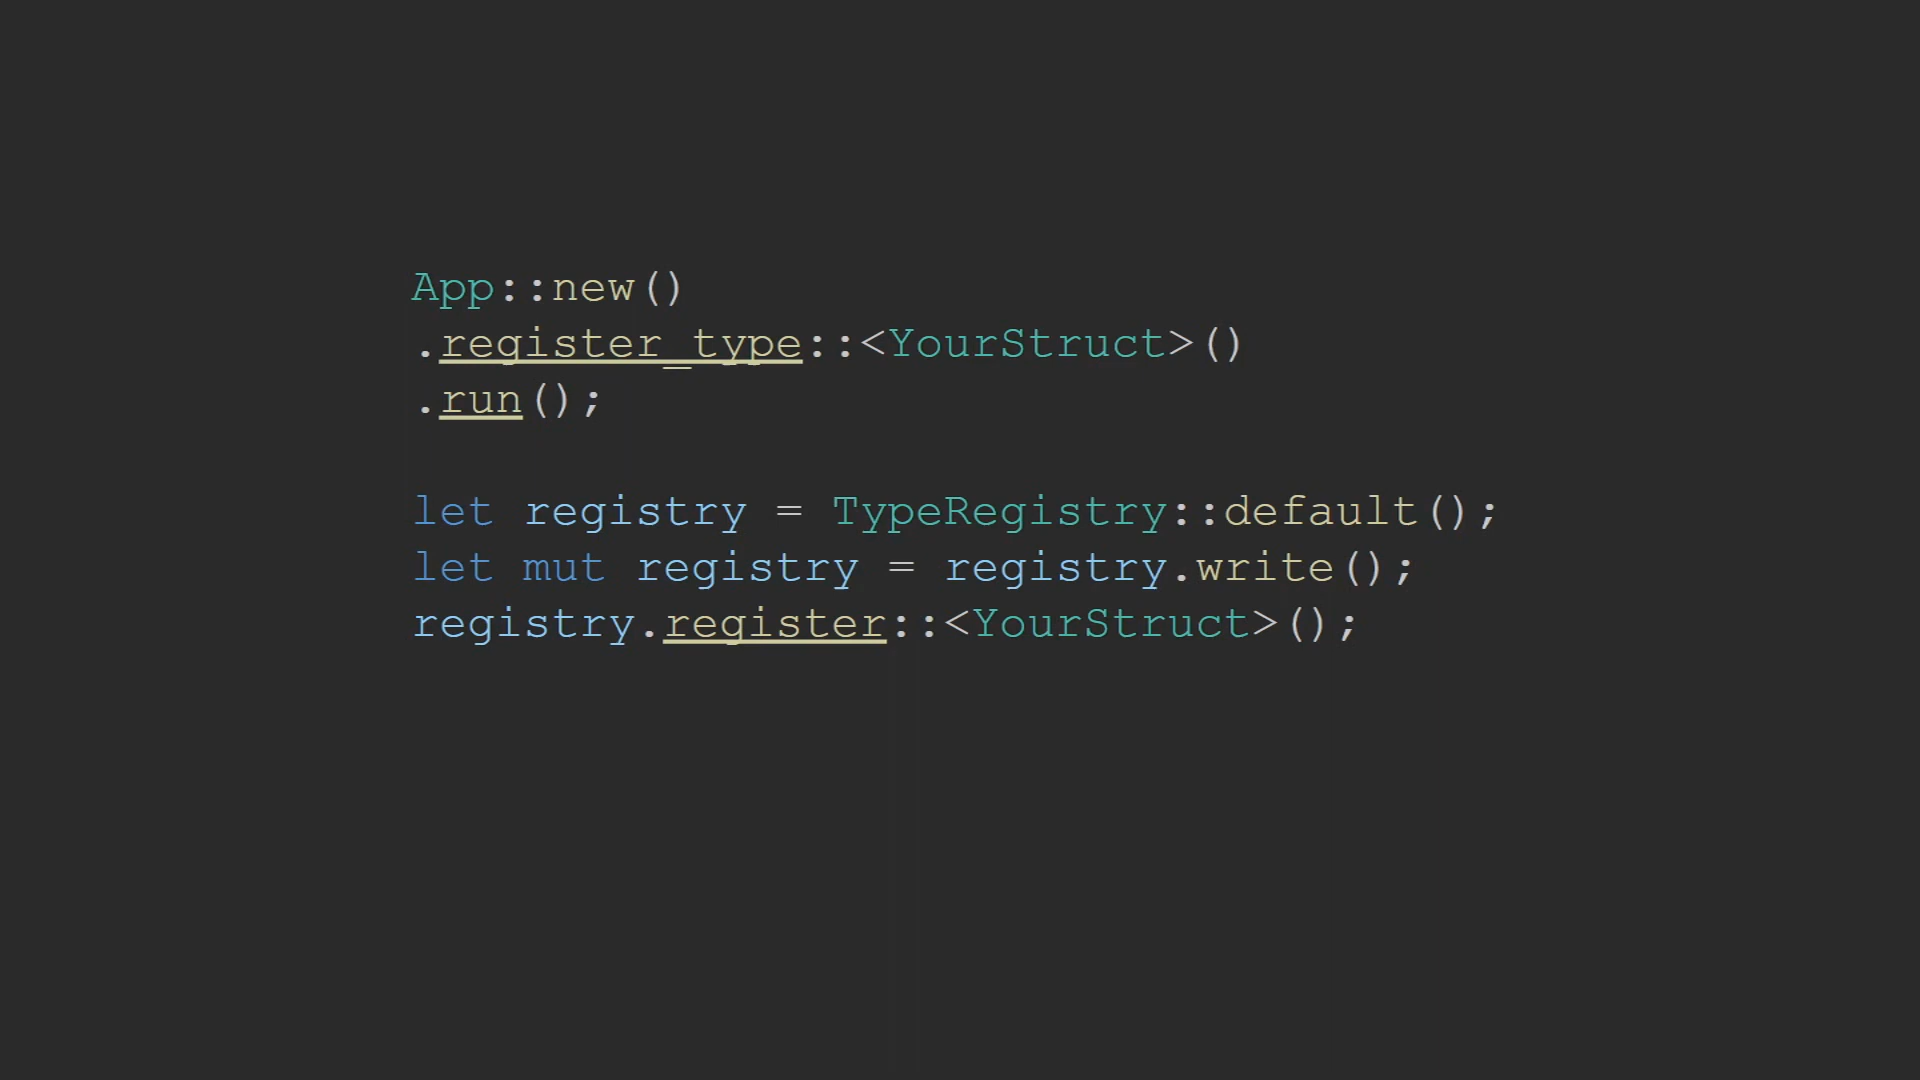 App::new()
.register_type::<YourStruct>()
.run();
let registry = TypeRegistry::default();
let mut registry = registry.write();
registry.register::<YourStruct>();